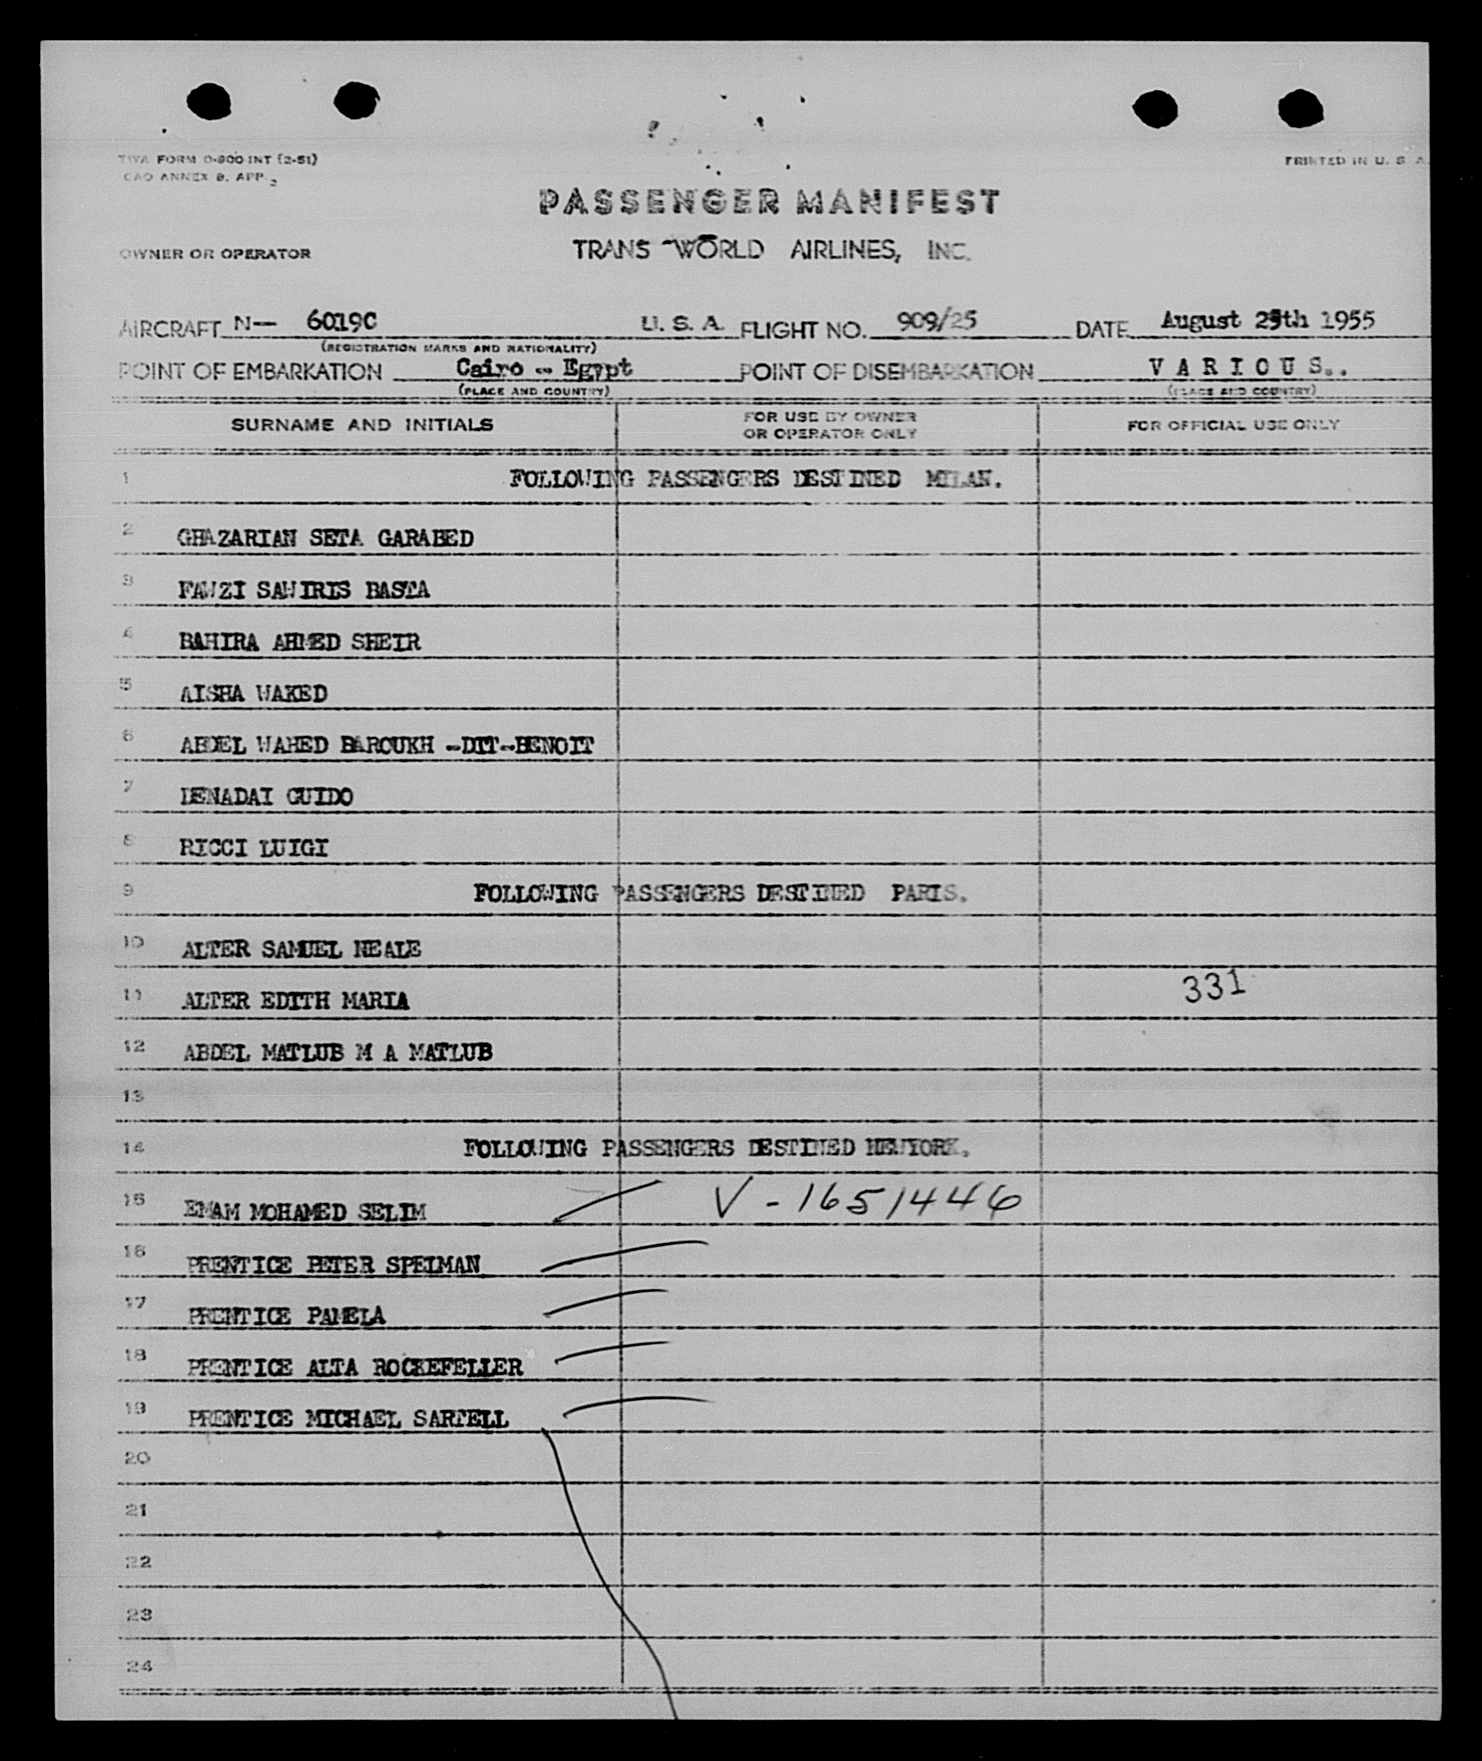 TWA FORM O-800 INT (2-51)
PRINTED IN U. S. A.
ICAO ANNEX 9, APP. 2
PASSENGER MANIFEST
OWNER OR OPERATOR
TRANS WORLD AIRLINES, INC.
AIRCRAFT N— 6019C U. S. A. FLIGHT NO. 909/25 DATE August 25th 1955
(REGISTRATION MARKS AND NATIONALITY)
POINT OF EMBARKATION Cairo - Egypt POINT OF DISEMBARKATION V A R I O U S..
(PLACE AND COUNTRY) (PLACE AND COUNTRY)
SURNAME AND INITIALS FOR USE BY OWNER OR OPERATOR ONLY FOR OFFICIAL USE ONLY
1 FOLLOWING PASSENGERS DESTINED MILAN.
2 GHAZARIAN SETA GARABED
3 FAWZI SAWIRIS BASTA
4 BAHIRA AHMED SHEIR
5 AISHA WAKED
6 ABDEL WAHED BAROUKH -DIT-BENOIT
7 DENADAI GUIDO
8 RICCI LUIGI
9 FOLLOWING PASSENGERS DESTINED PARIS.
10 ALTER SAMUEL NEALE
11 ALTER EDITH MARIA 331
12 ABDEL MATLUB M A MATLUB
13
14 FOLLOWING PASSENGERS DESTINED NEWYORK.
15 EMAM MOHAMED SELIM V - 1651446
16 PRENTICE PETER SPELMAN
17 PRENTICE PAMELA
18 PRENTICE ALTA ROCKEFELLER
19 PRENTICE MICHAEL SARTELL
20
21
22
23
24